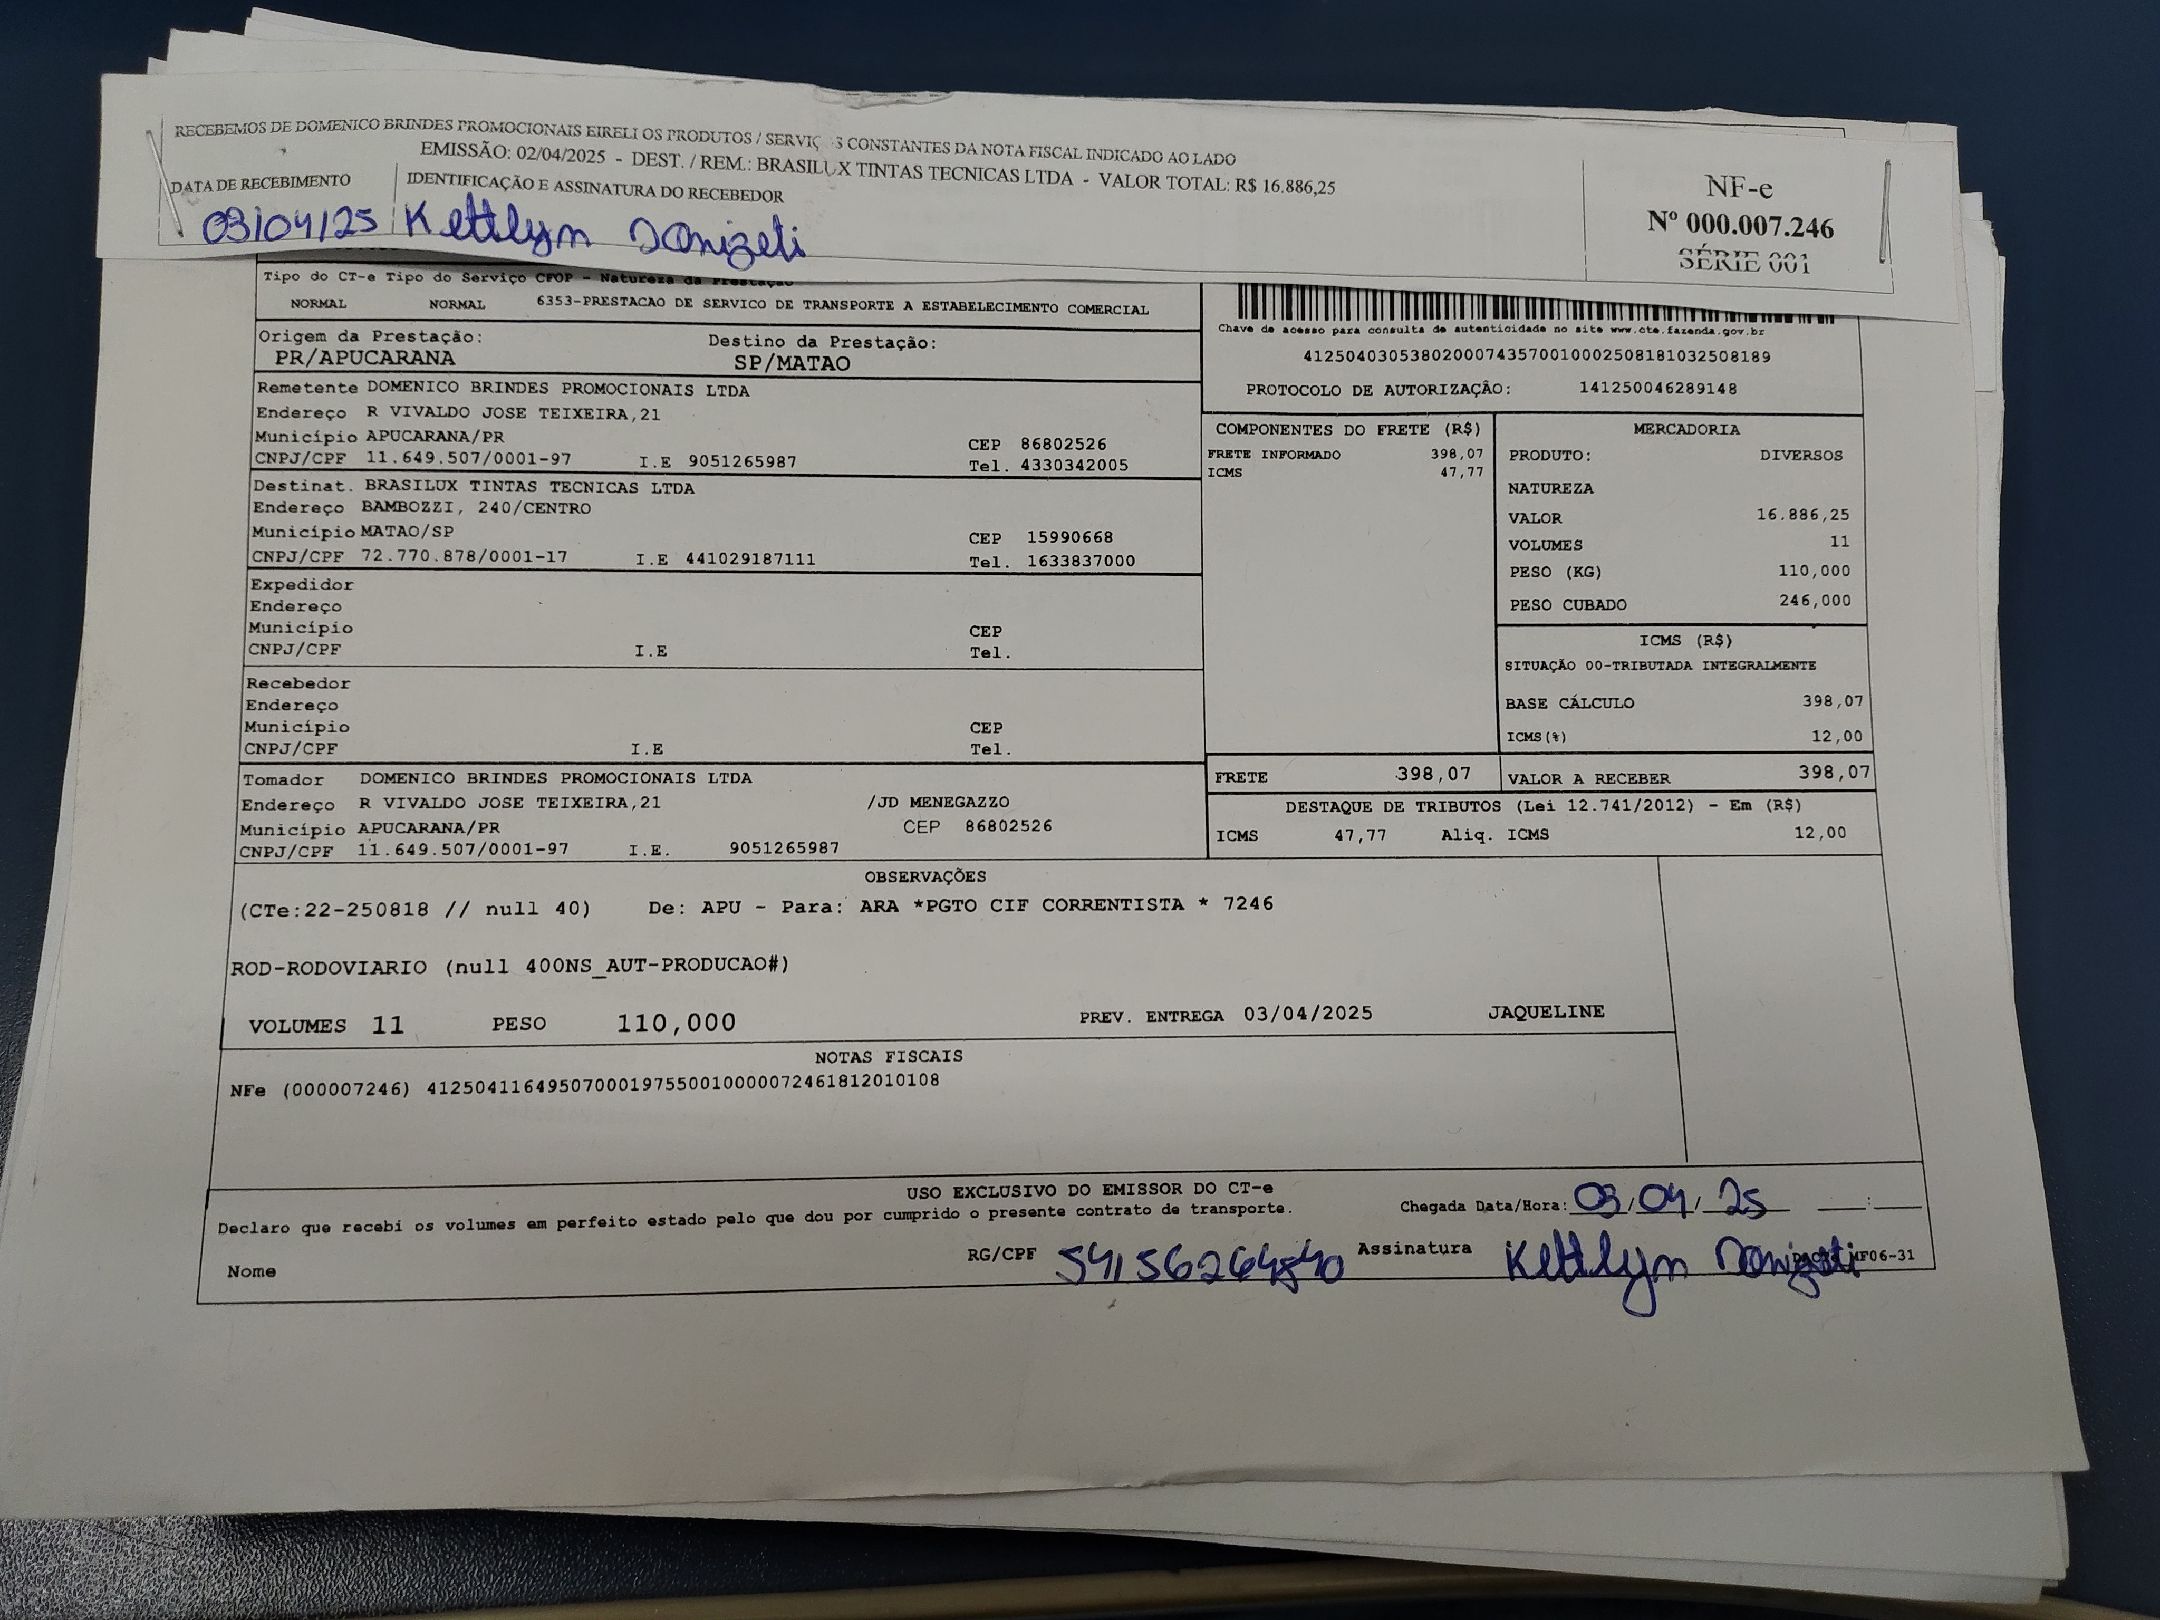 RECEBEMOS DE DOMENICO BRINDES PROMOCIONAIS EIRELI OS PRODUTOS / SERVIÇ S CONSTANTES DA NOTA FISCAL INDICADO AO LADO
EMISSÃO: 02/04/2025 - DEST. / REM.: BRASILUX TINTAS TECNICAS LTDA - VALOR TOTAL: R$ 16.886,25
DATA DE RECEBIMENTO IDENTIFICAÇÃO E ASSINATURA DO RECEBEDOR
03/04/25 Kettlyn Donizeti
NF-e
Nº 000.007.246
SÉRIE 001
Tipo do CT-e Tipo do Serviço CFOP - Natureza da Prestação
NORMAL NORMAL 6353-PRESTACAO DE SERVICO DE TRANSPORTE A ESTABELECIMENTO COMERCIAL
Origem da Prestação: Destino da Prestação:
PR/APUCARANA SP/MATAO
Remetente DOMENICO BRINDES PROMOCIONAIS LTDA
Endereço R VIVALDO JOSE TEIXEIRA,21
Município APUCARANA/PR CEP 86802526
CNPJ/CPF 11.649.507/0001-97 I.E 9051265987 Tel. 4330342005
Destinat. BRASILUX TINTAS TECNICAS LTDA
Endereço BAMBOZZI, 240/CENTRO
Município MATAO/SP CEP 15990668
CNPJ/CPF 72.770.878/0001-17 I.E 441029187111 Tel. 1633837000
Expedidor
Endereço
Município CEP
CNPJ/CPF I.E Tel.
Recebedor
Endereço
Município CEP
CNPJ/CPF I.E Tel.
Tomador DOMENICO BRINDES PROMOCIONAIS LTDA
Endereço R VIVALDO JOSE TEIXEIRA,21 /JD MENEGAZZO
Município APUCARANA/PR CEP 86802526
CNPJ/CPF 11.649.507/0001-97 I.E. 9051265987
Chave de acesso para consulta de autenticidade no site www.cte.fazenda.gov.br
41250403053802000743570010002508181032508189
PROTOCOLO DE AUTORIZAÇÃO: 141250046289148
COMPONENTES DO FRETE (R$)
FRETE INFORMADO 398,07
ICMS 47,77
MERCADORIA
PRODUTO: DIVERSOS
NATUREZA
VALOR 16.886,25
VOLUMES 11
PESO (KG) 110,000
PESO CUBADO 246,000
ICMS (R$)
SITUAÇÃO 00-TRIBUTADA INTEGRALMENTE
BASE CÁLCULO 398,07
ICMS(%) 12,00
FRETE 398,07 VALOR A RECEBER 398,07
DESTAQUE DE TRIBUTOS (Lei 12.741/2012) - Em (R$)
ICMS 47,77 Aliq. ICMS 12,00
OBSERVAÇÕES
(CTe:22-250818 // null 40) De: APU - Para: ARA *PGTO CIF CORRENTISTA * 7246
ROD-RODOVIARIO (null 400NS_AUT-PRODUCAO#)
VOLUMES 11 PESO 110,000 PREV. ENTREGA 03/04/2025 JAQUELINE
NOTAS FISCAIS
NFe (000007246) 41250411649507000197550010000072461812010108
USO EXCLUSIVO DO EMISSOR DO CT-e
Declaro que recebi os volumes em perfeito estado pelo que dou por cumprido o presente contrato de transporte.
Chegada Data/Hora: 03/04/25 __:__
Nome RG/CPF 54156264840 Assinatura Kettlyn Donizeti
MF06-31